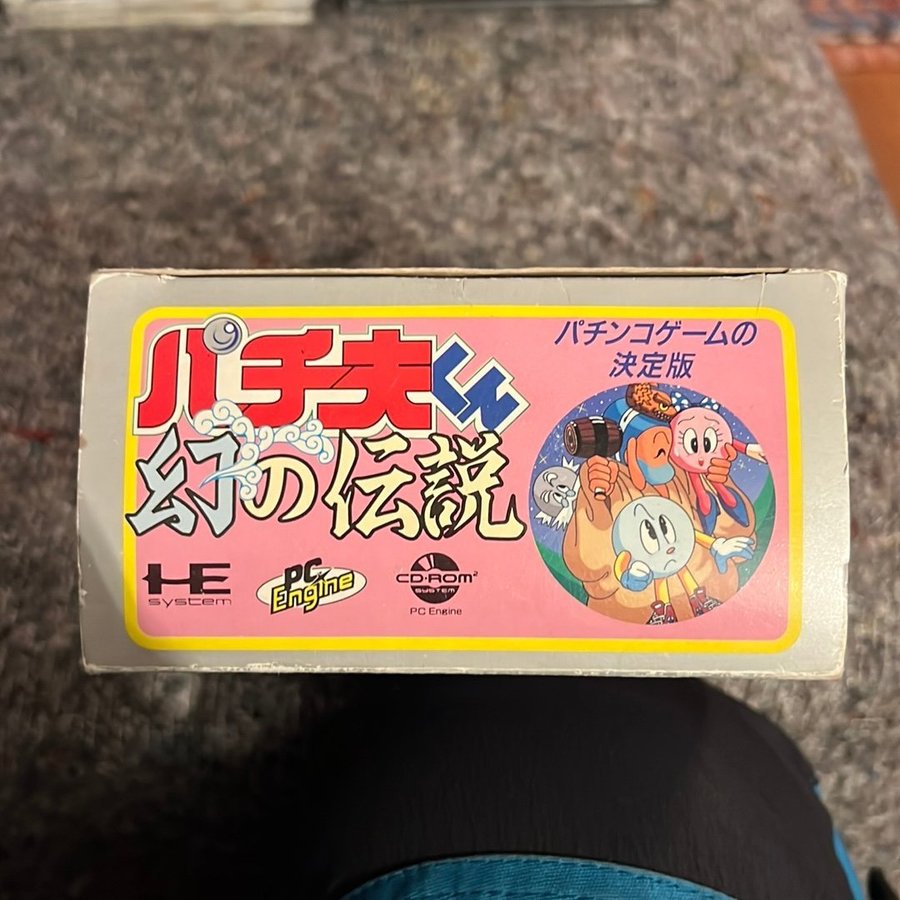 パチ夫くん
幻の伝説
パチンコゲームの
決定版
HE
system
PC
Engine
CD-ROM²
SYSTEM
PC Engine